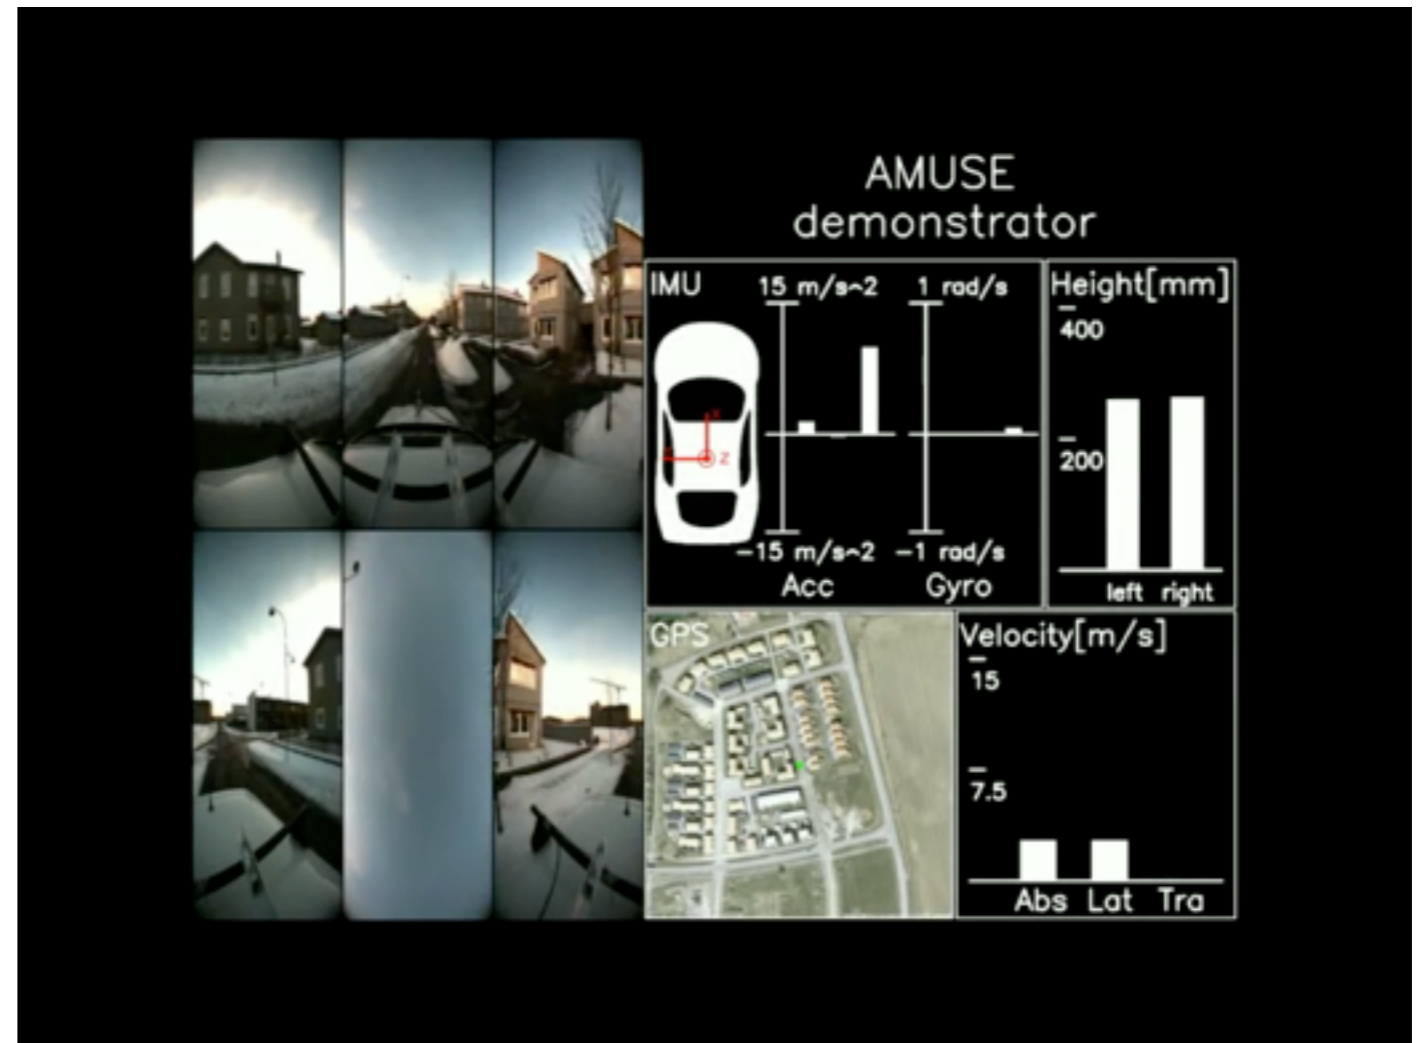 AMUSE
demonstrator
IMU
15 m/s^2
1 rad/s
Height[mm]
400
200
x
z
-15 m/s^2
-1 rad/s
Acc
Gyro
left
right
GPS
Velocity[m/s]
15
7.5
Abs
Lat
Tra